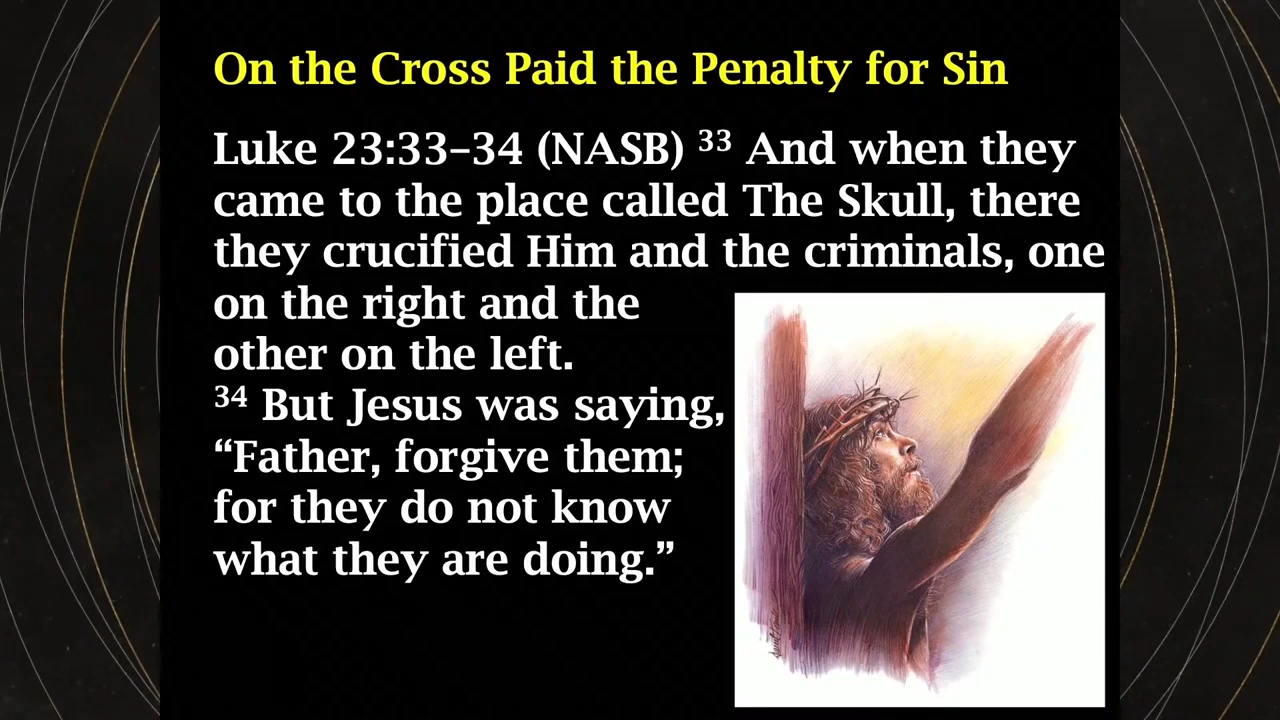 On the Cross Paid the Penalty for Sin
Luke 23:33–34 (NASB) ³³ And when they
came to the place called The Skull, there
they crucified Him and the criminals, one
on the right and the
other on the left.
³⁴ But Jesus was saying,
“Father, forgive them;
for they do not know
what they are doing.”